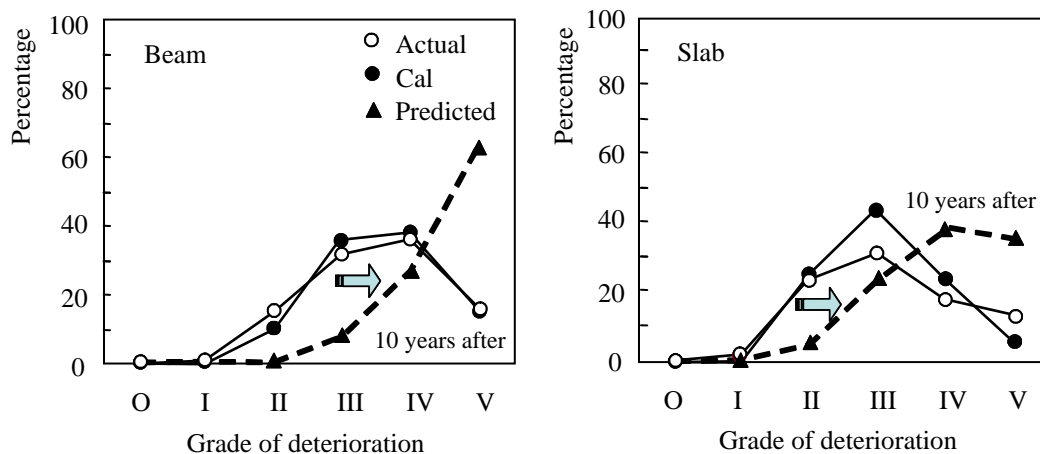 Percentage
100
80
60
40
20
0
Beam
Actual
Cal
Predicted
10 years after
O I II III IV V
Grade of deterioration
Percentage
100
80
60
40
20
0
Slab
10 years after
O I II III IV V
Grade of deterioration